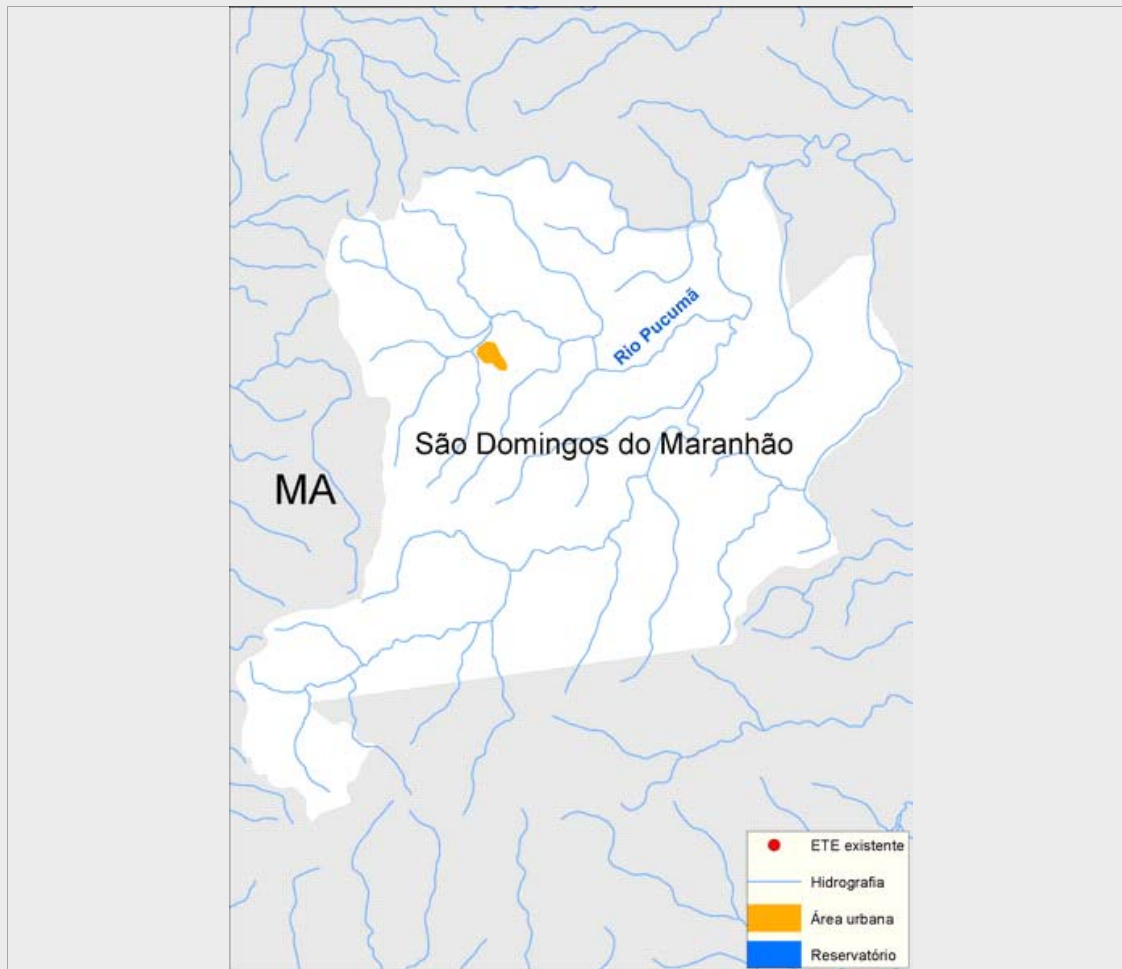 Rio Pucumã
São Domingos do Maranhão
MA
ETE existente
Hidrografia
Área urbana
Reservatório